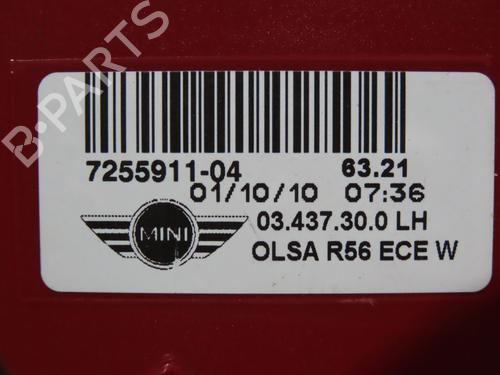 B-PARTS
7255911-04 63.21
01/10/10 07:36
MINI 03.437.30.0 LH
OLSA R56 ECE W